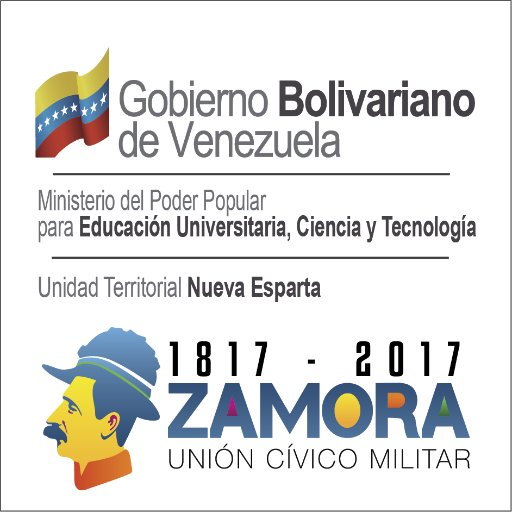 Gobierno Bolivariano
de Venezuela
Ministerio del Poder Popular
para Educación Universitaria, Ciencia y Tecnología
Unidad Territorial Nueva Esparta
1817 - 2017
ZAMORA
UNIÓN CÍVICO MILITAR